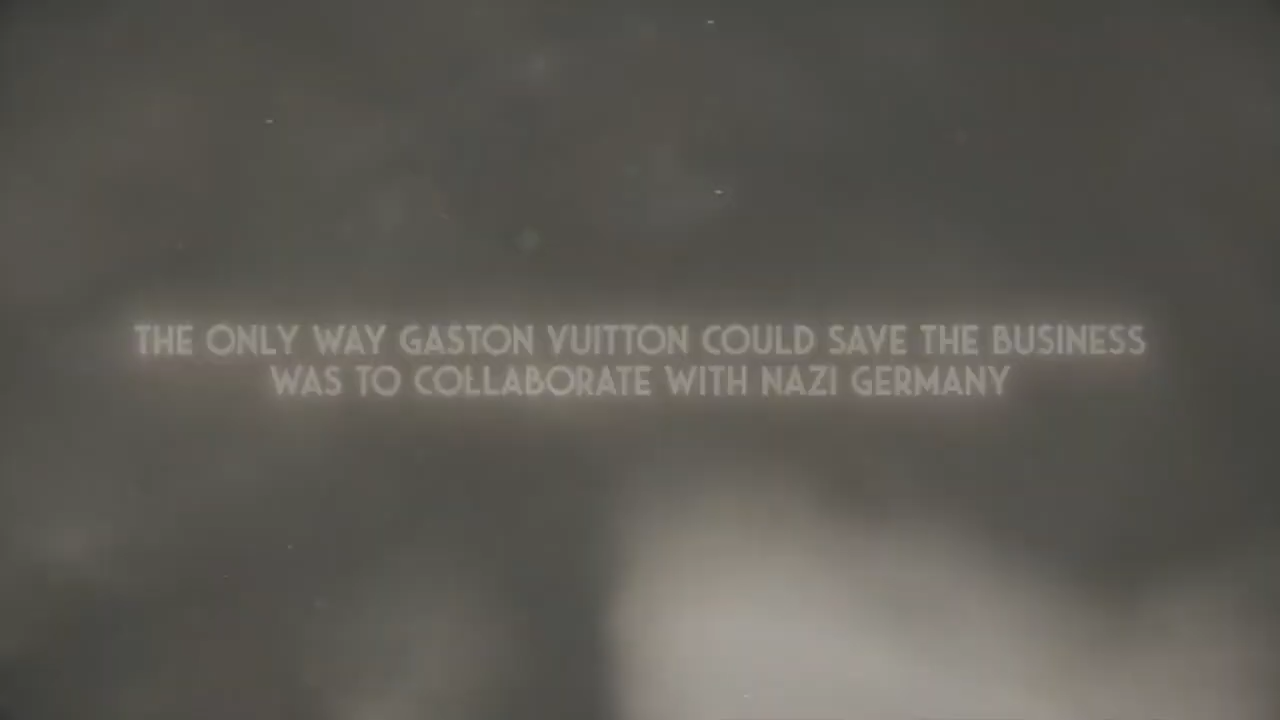 THE ONLY WAY GASTON VUITTON COULD SAVE THE BUSINESS
WAS TO COLLABORATE WITH NAZI GERMANY